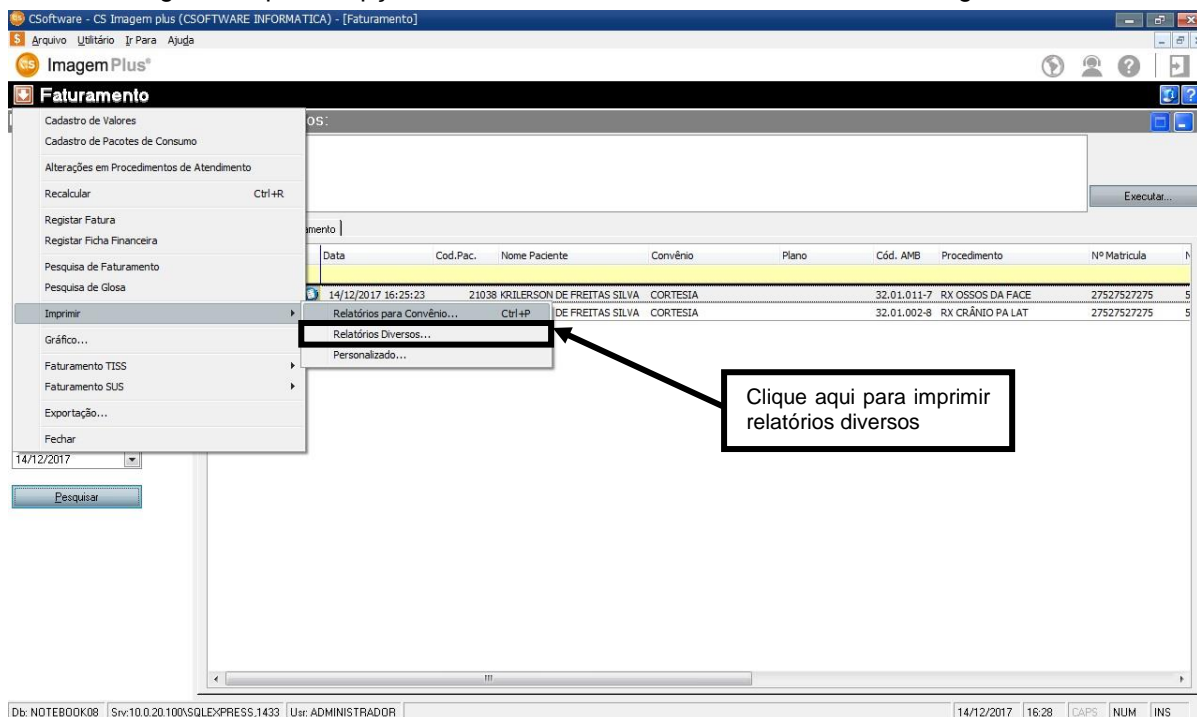 CSoftware - CS Imagem plus (CSOFTWARE INFORMATICA) - [Faturamento]
Arquivo Utilitário Ir Para Ajuda
cs ImagemPlus®
Faturamento
Cadastro de Valores
os:
Cadastro de Pacotes de Consumo
Alterações em Procedimentos de Atendimento
Recalcular Ctrl+R
Executar...
Registar Fatura
amento
Registar Ficha Financeira
Data Cod.Pac. Nome Paciente Convênio Plano Cód. AMB Procedimento Nº Matricula N
Pesquisa de Faturamento
Pesquisa de Glosa
14/12/2017 16:25:23 21038 KRILERSON DE FREITAS SILVA CORTESIA 32.01.011-7 RX OSSOS DA FACE 27527527275 5
Imprimir Relatórios para Convênio... Ctrl+P DE FREITAS SILVA CORTESIA 32.01.002-8 RX CRÂNIO PA LAT 27527527275 5
Relatórios Diversos...
Gráfico...
Personalizado...
Faturamento TISS
Faturamento SUS
Clique aqui para imprimir
relatórios diversos
Exportação...
Fechar
14/12/2017
Pesquisar
Db: NOTEBOOK08 Srv:10.0.20.100\SQLEXPRESS,1433 Usr: ADMINISTRADOR 14/12/2017 16:28 CAPS NUM INS